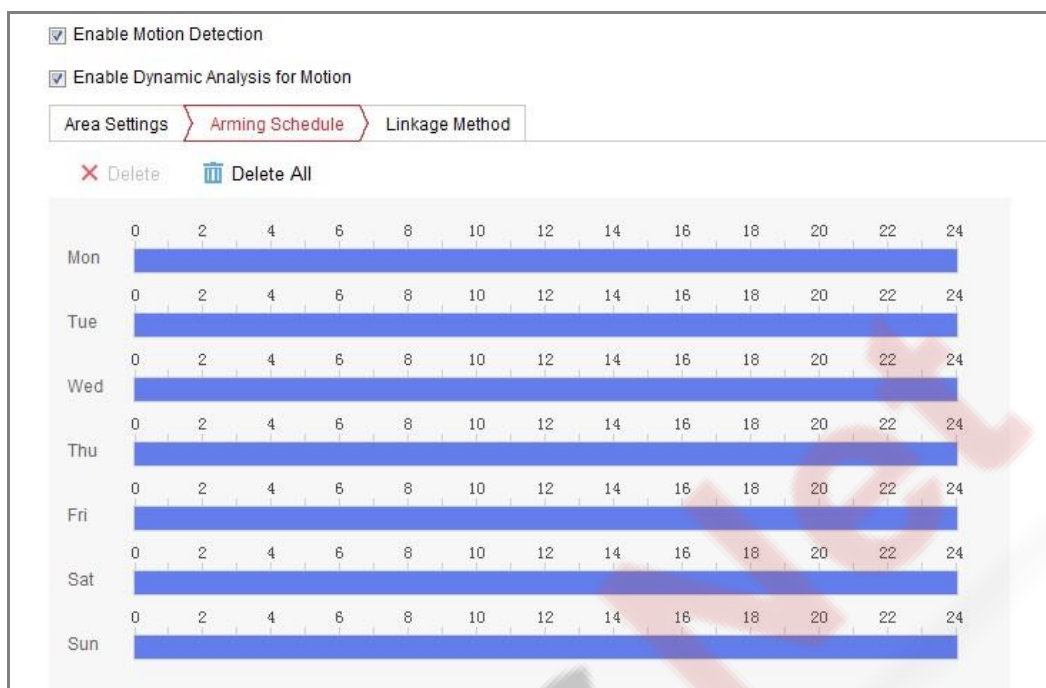 Enable Motion Detection
Enable Dynamic Analysis for Motion
Area Settings Arming Schedule Linkage Method
Delete Delete All
0 2 4 6 8 10 12 14 16 18 20 22 24
Mon
0 2 4 6 8 10 12 14 16 18 20 22 24
Tue
0 2 4 6 8 10 12 14 16 18 20 22 24
Wed
0 2 4 6 8 10 12 14 16 18 20 22 24
Thu
0 2 4 6 8 10 12 14 16 18 20 22 24
Fri
0 2 4 6 8 10 12 14 16 18 20 22 24
Sat
0 2 4 6 8 10 12 14 16 18 20 22 24
Sun
Net